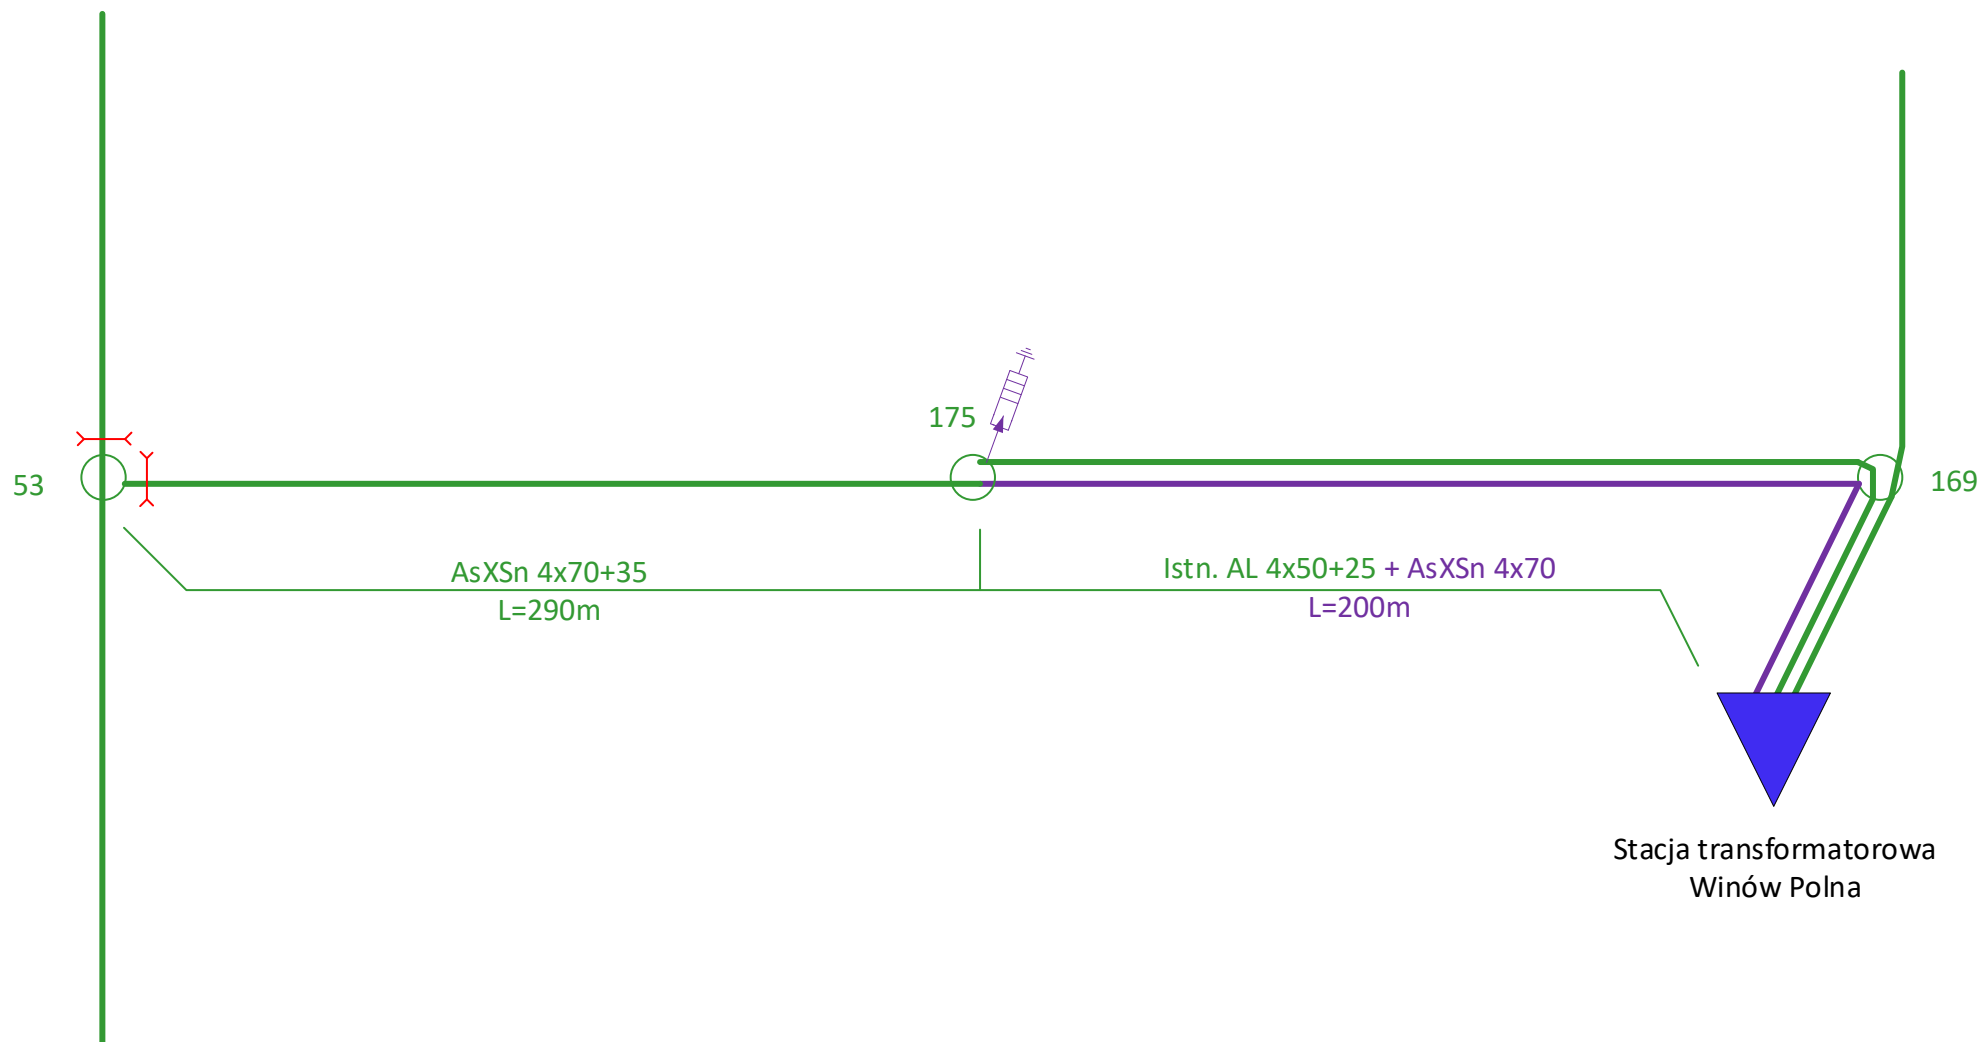 175
53
169
AsXSn 4x70+35
L=290m
Istn. AL 4x50+25 + AsXSn 4x70
L=200m
Stacja transformatorowa
Winów Polna